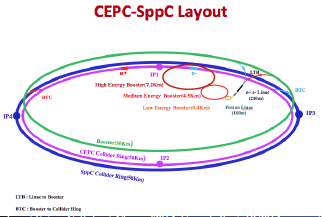 CEPC-SppC Layout
e+
e-
IP1
LTB
High Energy Booster(7.2Km)
Medium Energy Booster(4.5Km)
Low Energy Booster(0.4Km)
e+ e- Linac
(240m)
Proton Linac
(100m)
BTC
BTC
IP4
IP3
Booster(50Km)
CEPC Collider Ring(50Km)
IP2
SppC Collider Ring(50Km)
LTB : Linac to Booster
BTC : Booster to Collider Ring